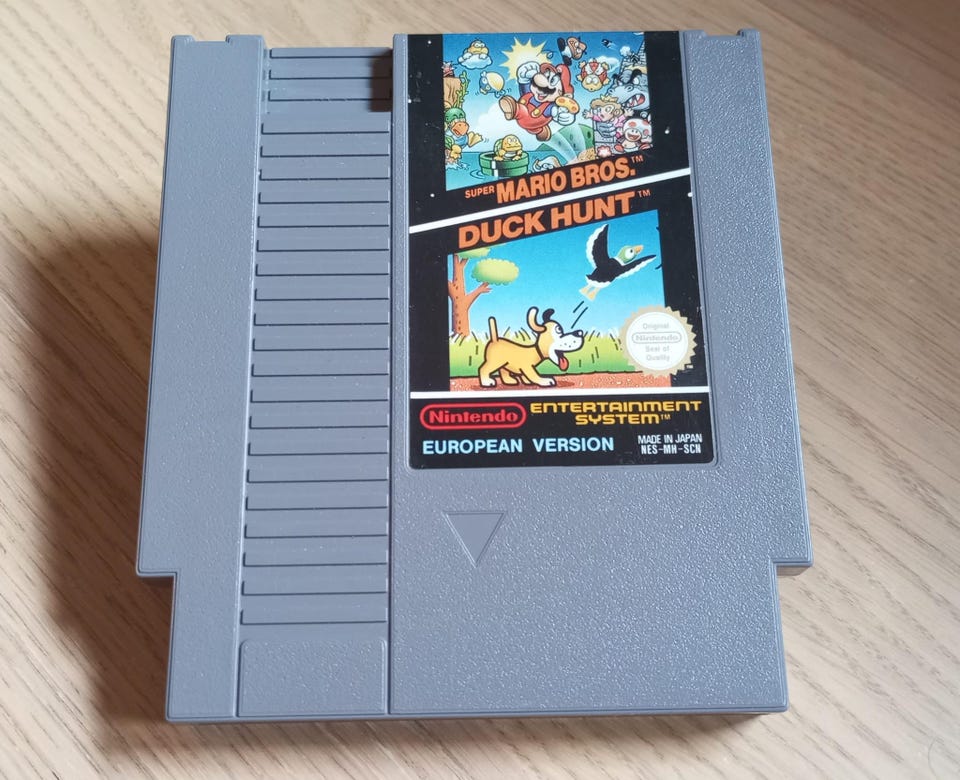 SUPER MARIO BROS.™
DUCK HUNT™
Original
Nintendo
Seal of
Quality
Nintendo ENTERTAINMENT
SYSTEM™
EUROPEAN VERSION
MADE IN JAPAN
NES-MH-SCN